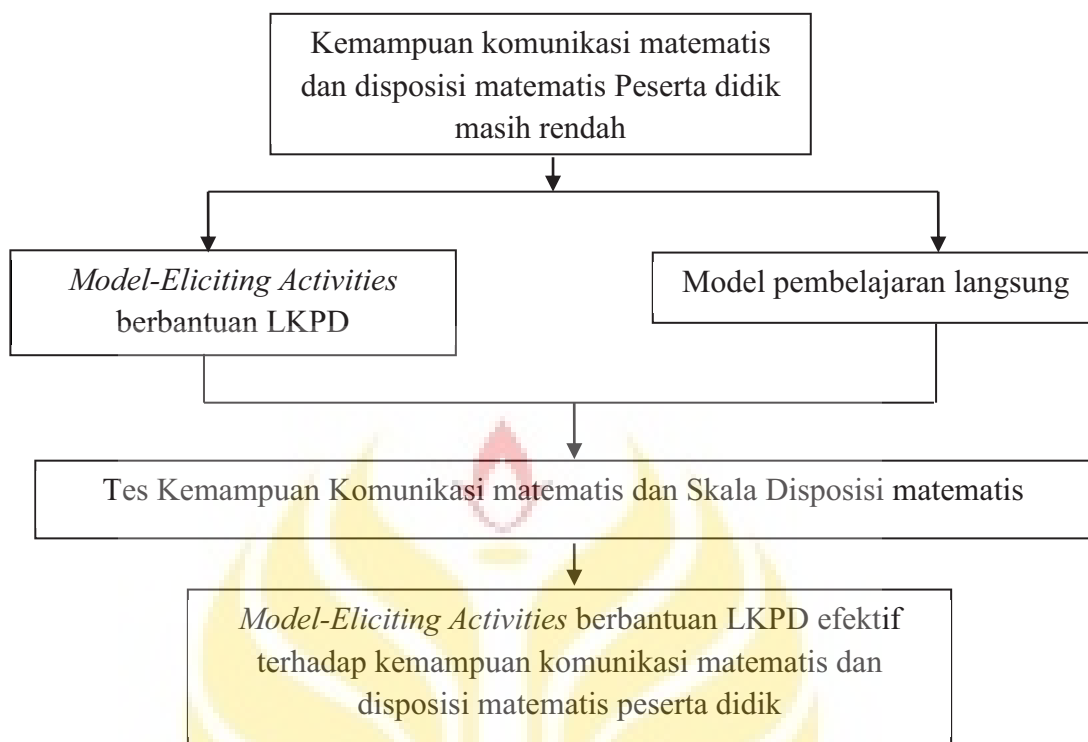 Kemampuan komunikasi matematis
dan disposisi matematis Peserta didik
masih rendah
Model-Eliciting Activities
berbantuan LKPD
Model pembelajaran langsung
Tes Kemampuan Komunikasi matematis dan Skala Disposisi matematis
Model-Eliciting Activities berbantuan LKPD efektif
terhadap kemampuan komunikasi matematis dan
disposisi matematis peserta didik